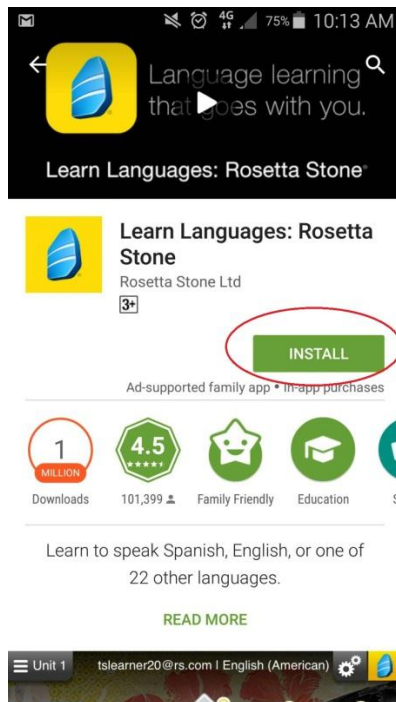 4G 75% 10:13 AM
Language learning
that goes with you.
Learn Languages: Rosetta Stone
Learn Languages: Rosetta
Stone
Rosetta Stone Ltd
3+
INSTALL
Ad-supported family app • In-app purchases
1
MILLION
4.5
Downloads
101,399
Family Friendly
Education
Learn to speak Spanish, English, or one of
22 other languages.
READ MORE
Unit 1 tslearner20@rs.com | English (American)